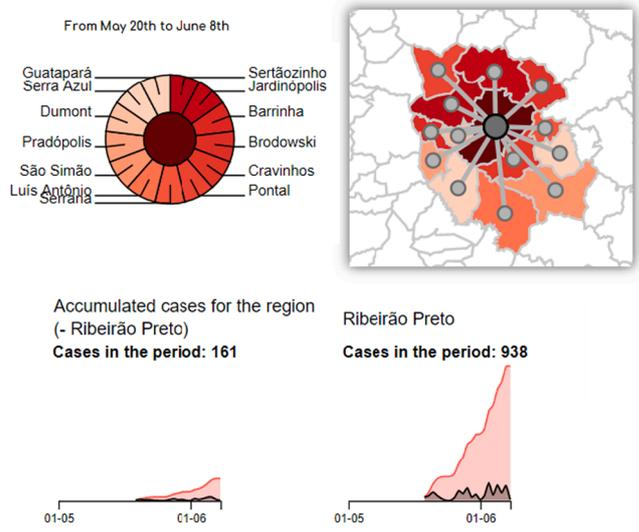 From May 20th to June 8th
Guatapará
Sertãozinho
Serra Azul
Jardinópolis
Dumont
Barrinha
Pradópolis
Brodowski
São Simão
Cravinhos
Luís Antônio
Pontal
Serrana
Accumulated cases for the region
(- Ribeirão Preto)
Cases in the period: 161
Ribeirão Preto
Cases in the period: 938
01-05
01-06
01-05
01-06